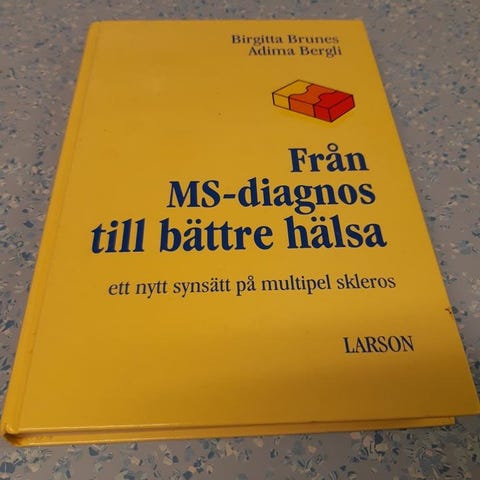 Birgitta Brunes
Adima Bergli
Från
MS-diagnos
till bättre hälsa
ett nytt synsätt på multipel skleros
LARSON